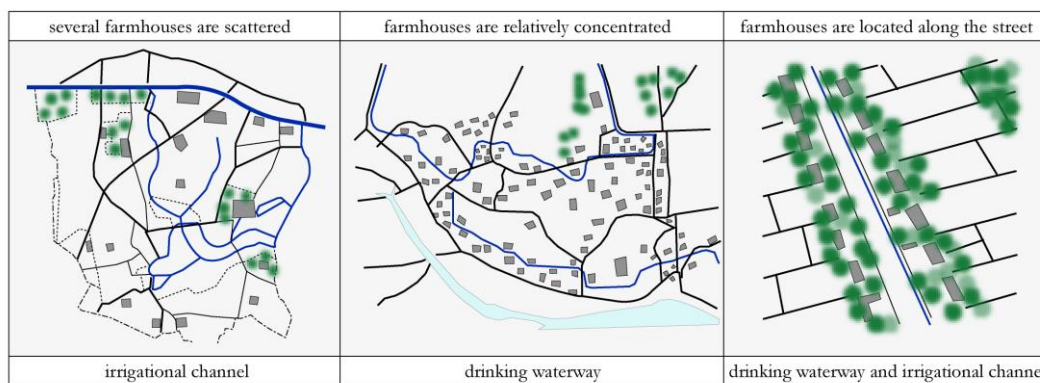 several farmhouses are scattered
farmhouses are relatively concentrated
farmhouses are located along the street
irrigational channel
drinking waterway
drinking waterway and irrigational channel